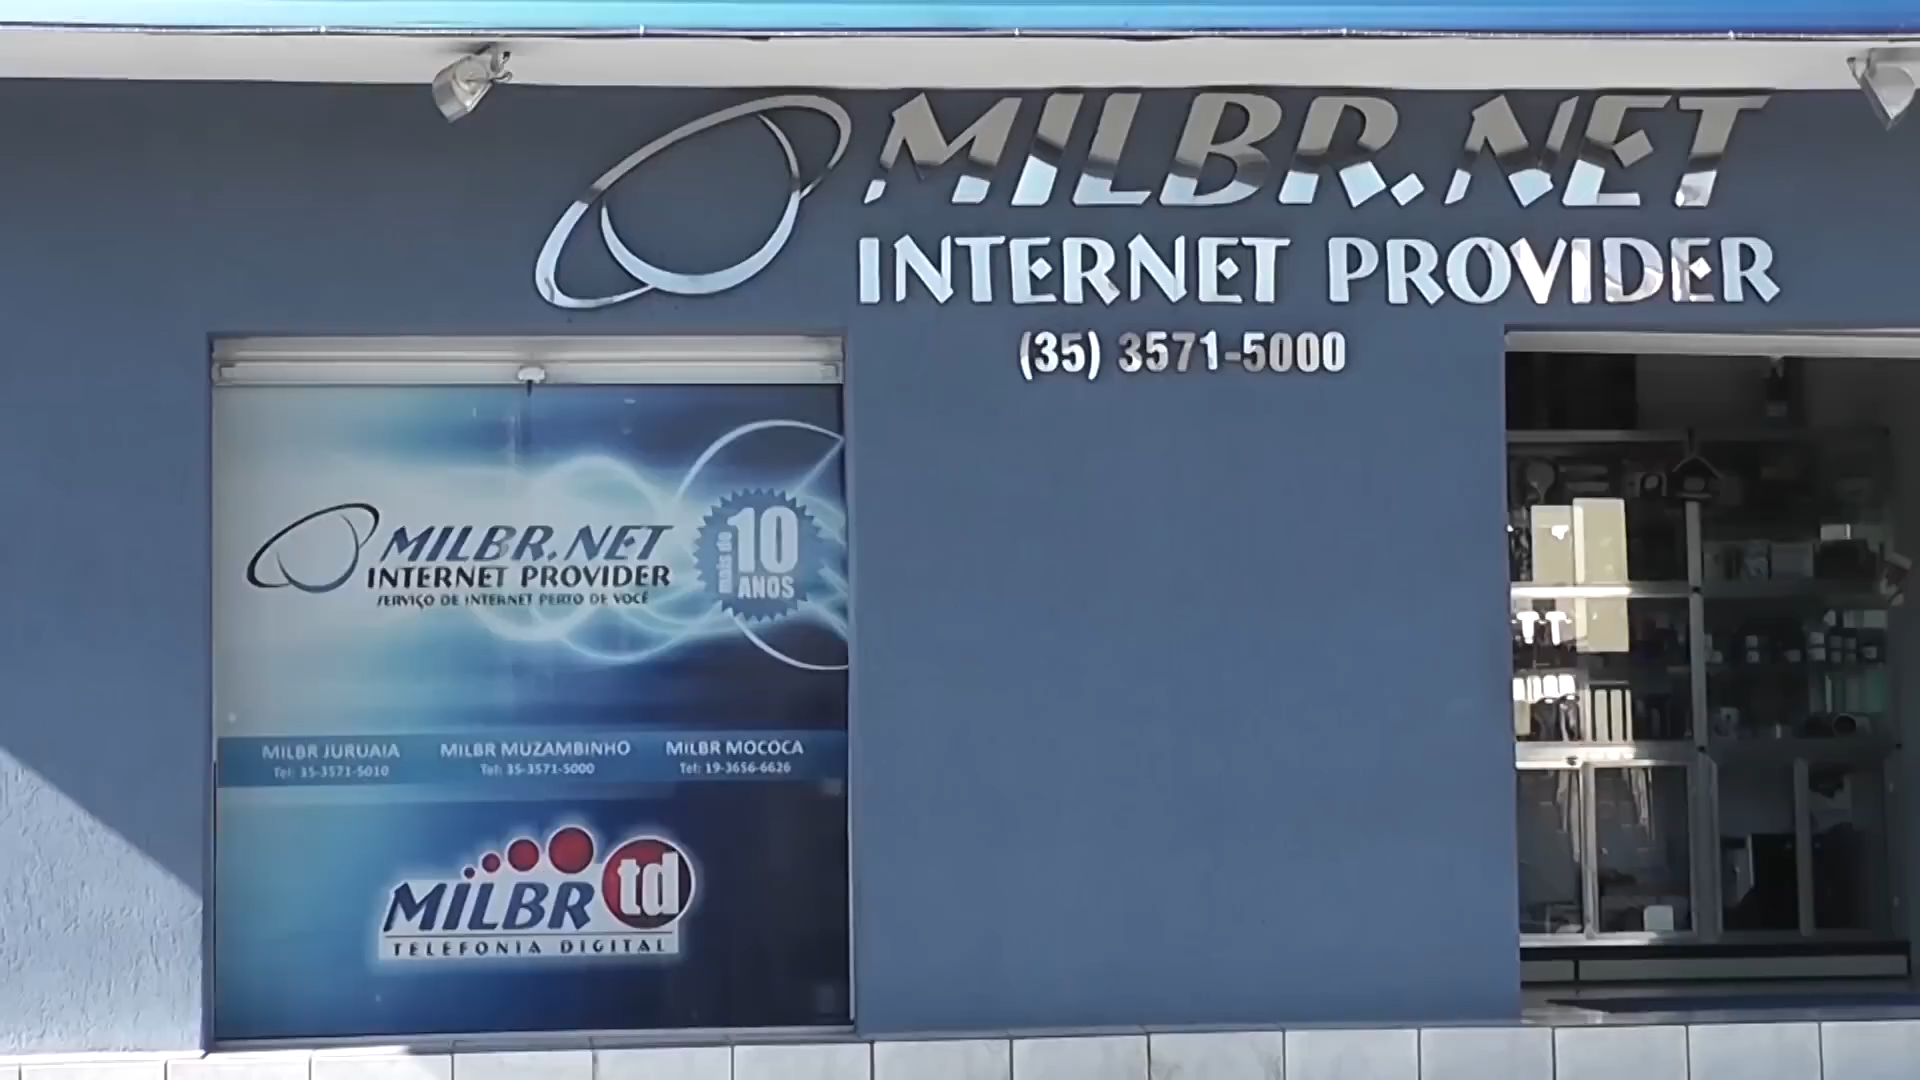 MILBR.NET
INTERNET PROVIDER
(35) 3571-5000
MILBR.NET
INTERNET PROVIDER
SERVIÇO DE INTERNET PERTO DE VOCÊ
mais de
10
ANOS
MILBR JURUAIA MILBR MUZAMBINHO MILBR MOCOCA
Tel: 35-3571-5010 Tel: 35-3571-5000 Tel: 19-3656-6626
MILBR td
TELEFONIA DIGITAL